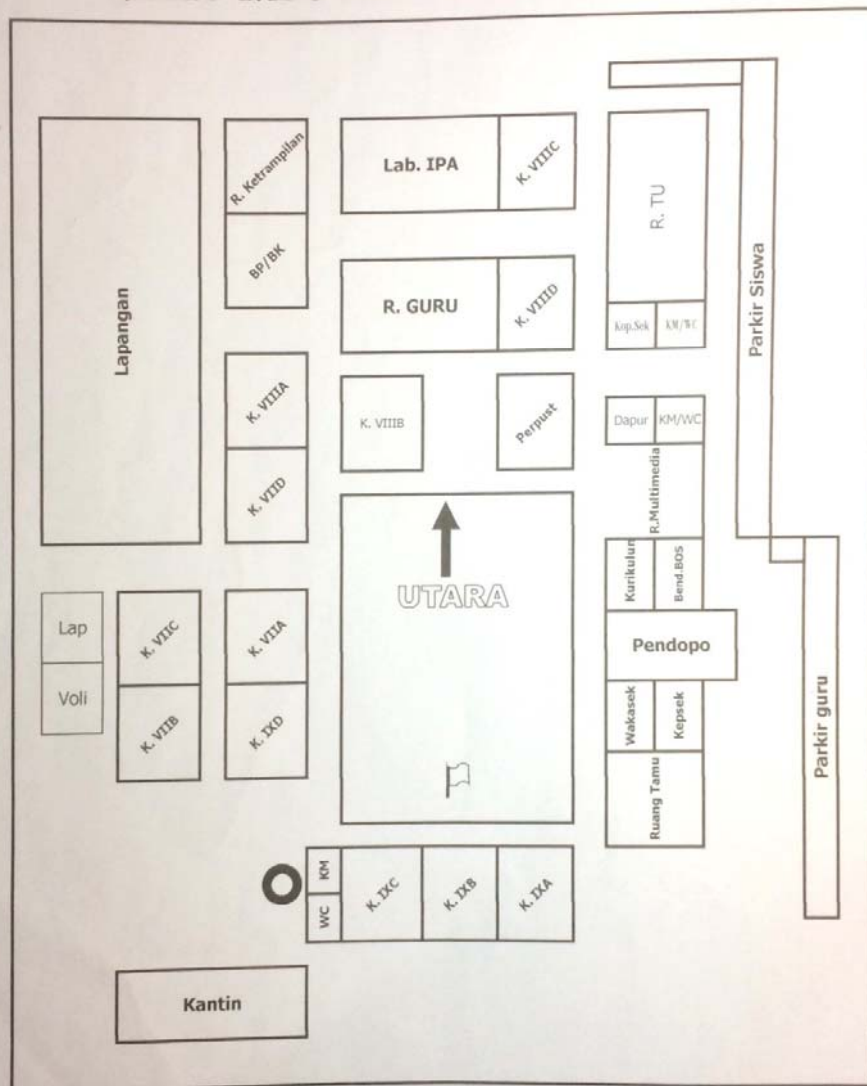 R. Ketrampilan
Lab. IPA
K. VIIIC
R. TU
Lapangan
BP/BK
Parkir Siswa
R. GURU
K. VIIID
Kop.Sek
KM/WC
K. VIIIA
K. VIIIB
Perpust
Dapur
KM/WC
K. VIID
R.Multimedia
UTARA
Kurikulun
Bend.BOS
Lap
K. VIIC
K. VIIA
Pendopo
Voli
K. VIIB
K. IXD
Wakasek
Kepsek
Parkir guru
Ruang Tamu
KM
WC
K. IXC
K. IXB
K. IXA
Kantin